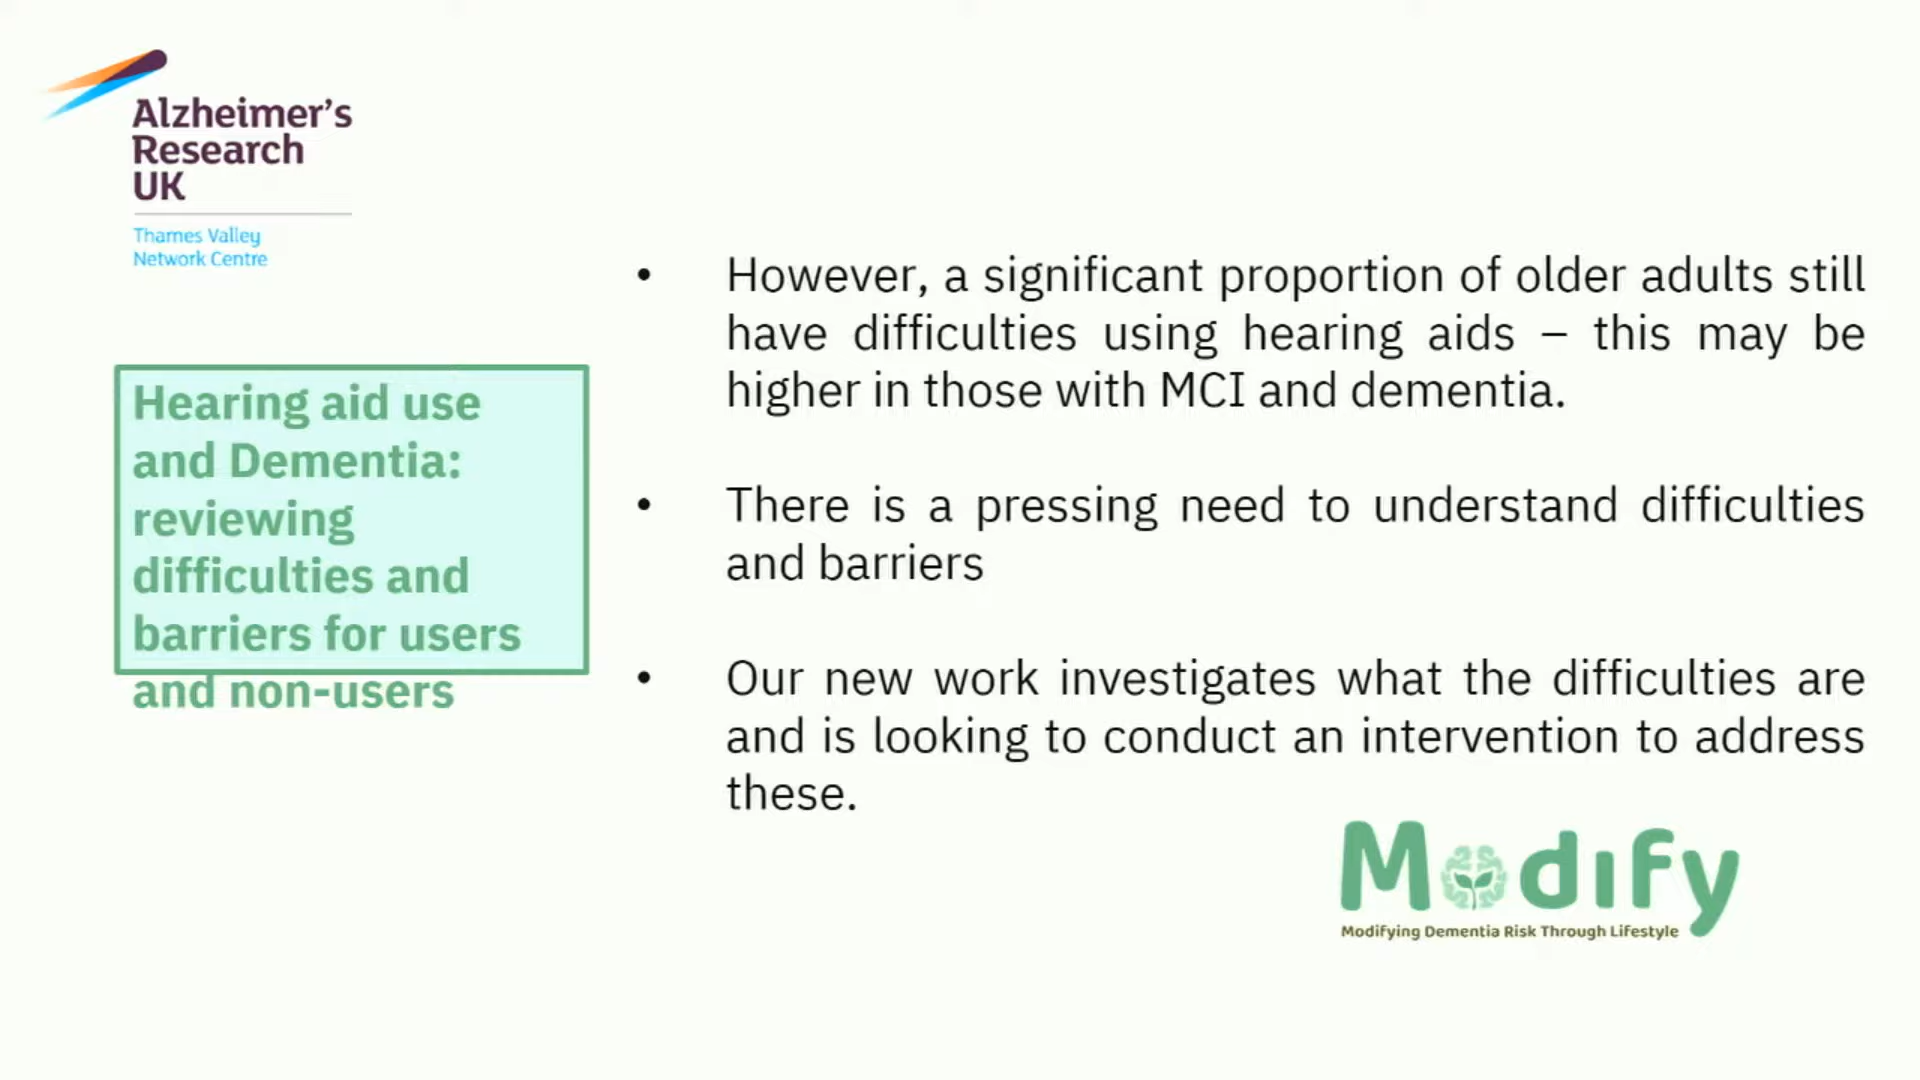 Alzheimer's
Research
UK
Thames Valley
Network Centre
Hearing aid use
and Dementia:
reviewing
difficulties and
barriers for users
and non-users
• However, a significant proportion of older adults still
have difficulties using hearing aids – this may be
higher in those with MCI and dementia.
• There is a pressing need to understand difficulties
and barriers
• Our new work investigates what the difficulties are
and is looking to conduct an intervention to address
these.
Modify
Modifying Dementia Risk Through Lifestyle